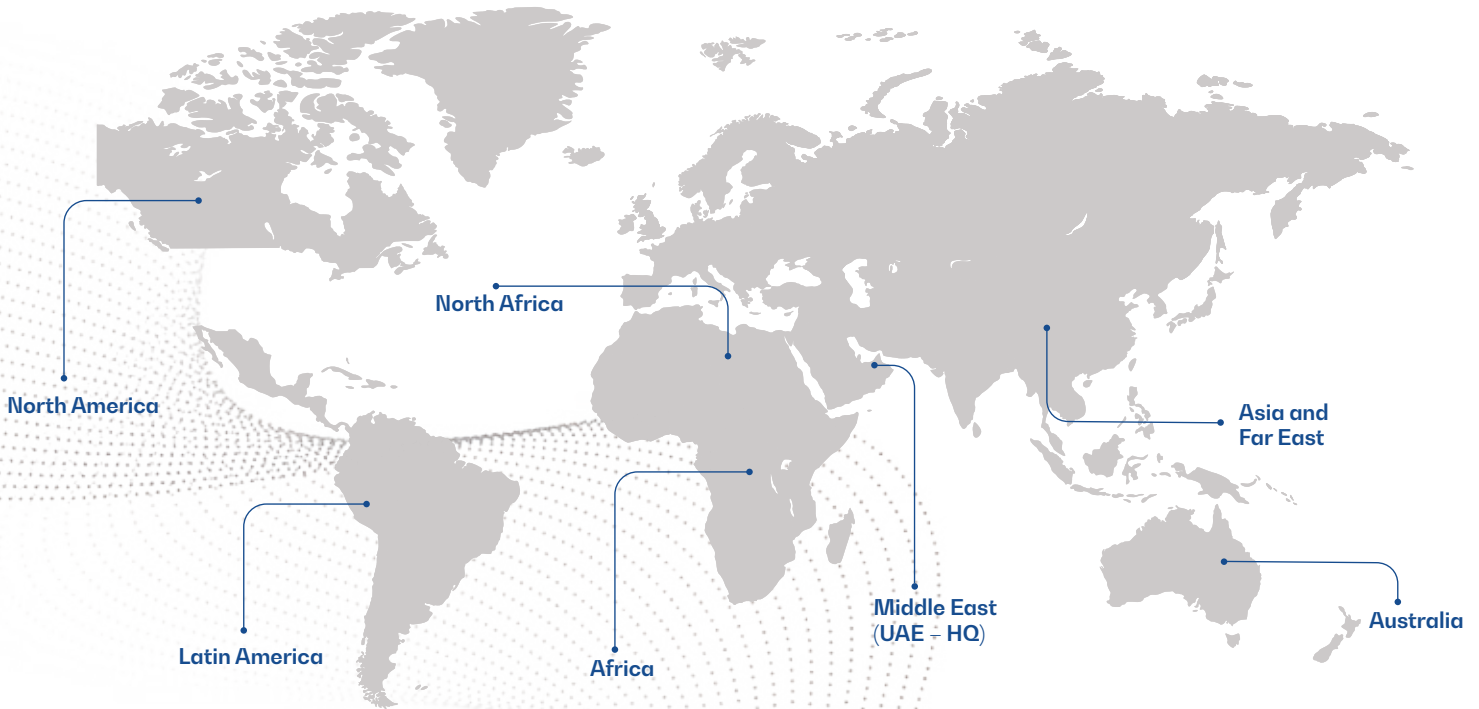 North Africa
North America
Asia and
Far East
Middle East
(UAE – HQ)
Australia
Latin America
Africa